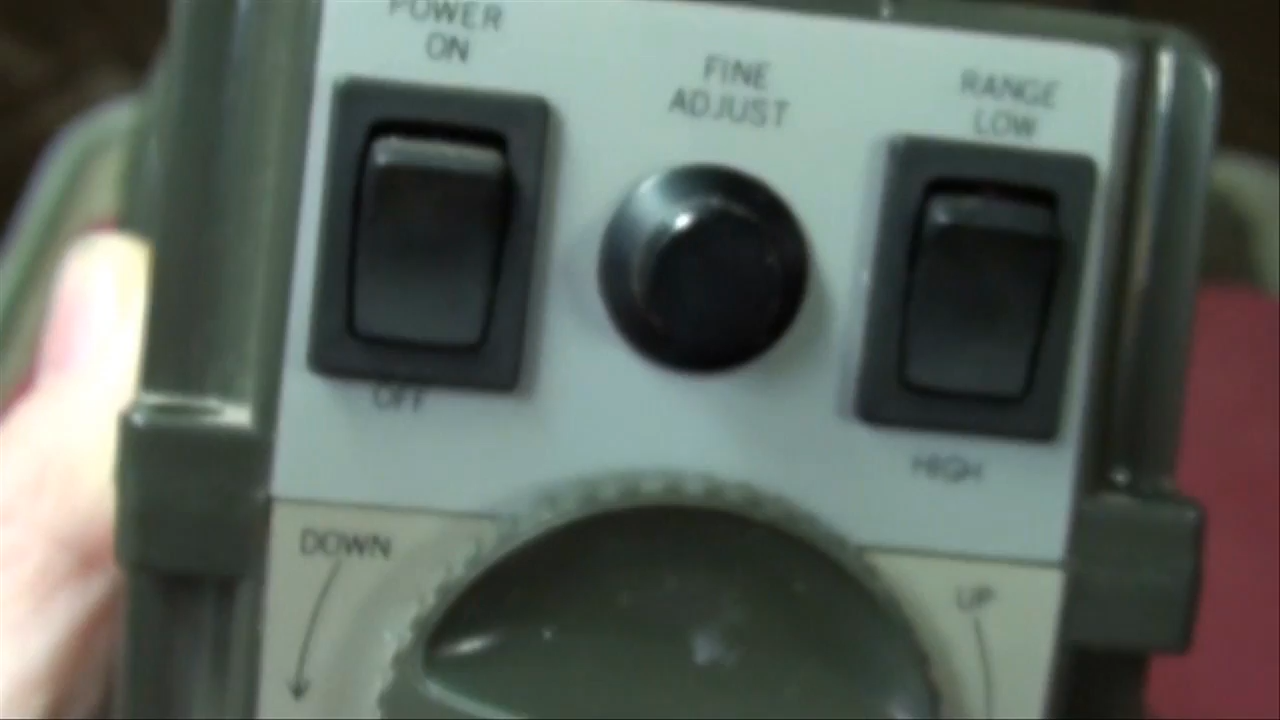 POWER
ON
FINE
ADJUST
RANGE
LOW
OFF
HIGH
DOWN
UP